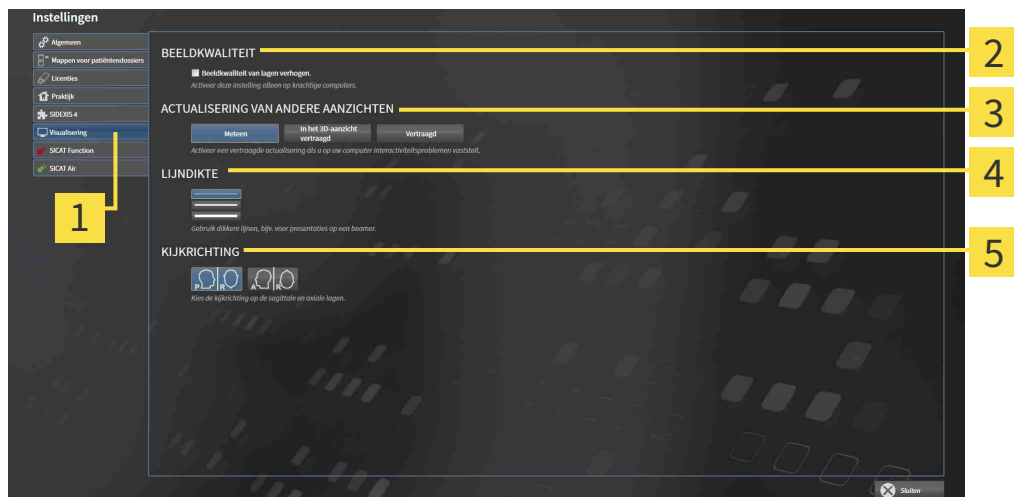 Instellingen
Algemeen
Mappen voor patiëntendossiers
Licenties
Praktijk
SIDEXIS 4
Visualisering
SICAT Function
SICAT Air
1
BEELDKWALITEIT
2
Beeldkwaliteit van lagen verhogen.
Activeer deze instelling alleen op krachtige computers.
ACTUALISERING VAN ANDERE AANZICHTEN
3
Meteen
In het 3D-aanzicht
vertraagd
Vertraagd
Activeer een vertraagde actualisering als u op uw computer interactiviteitsproblemen vaststelt.
LIJNDIKTE
4
Gebruik dikkere lijnen, bijv. voor presentaties op een beamer.
KIJKRICHTING
5
P R
A R
Kies de kijkrichting op de sagittale en axiale lagen.
Sluiten